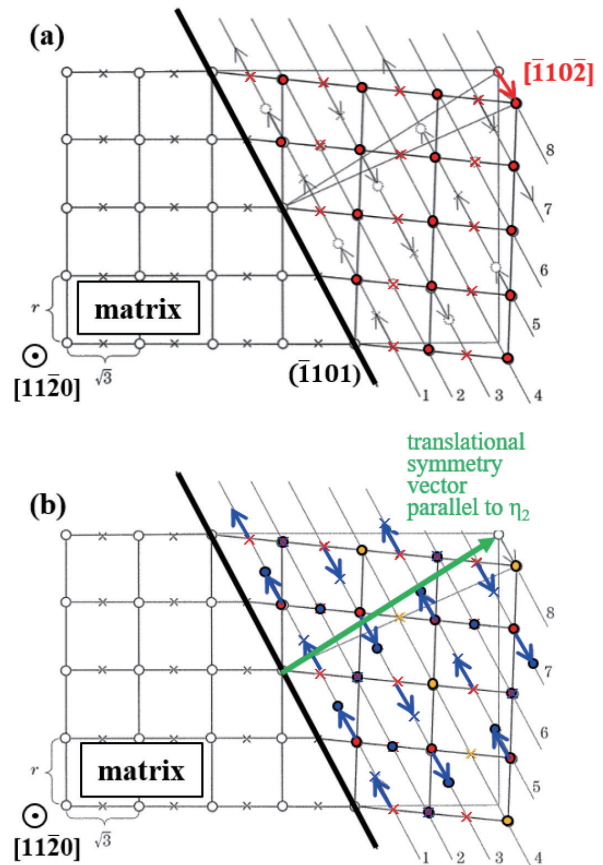 (a)
[1̄102̄]
8
7
6
r
matrix
5
[112̄0]
√3
(1̄101)
1 2 3 4
(b)
translational
symmetry
vector
parallel to η₂
8
7
6
r
matrix
5
[112̄0]
√3
1 2 3 4